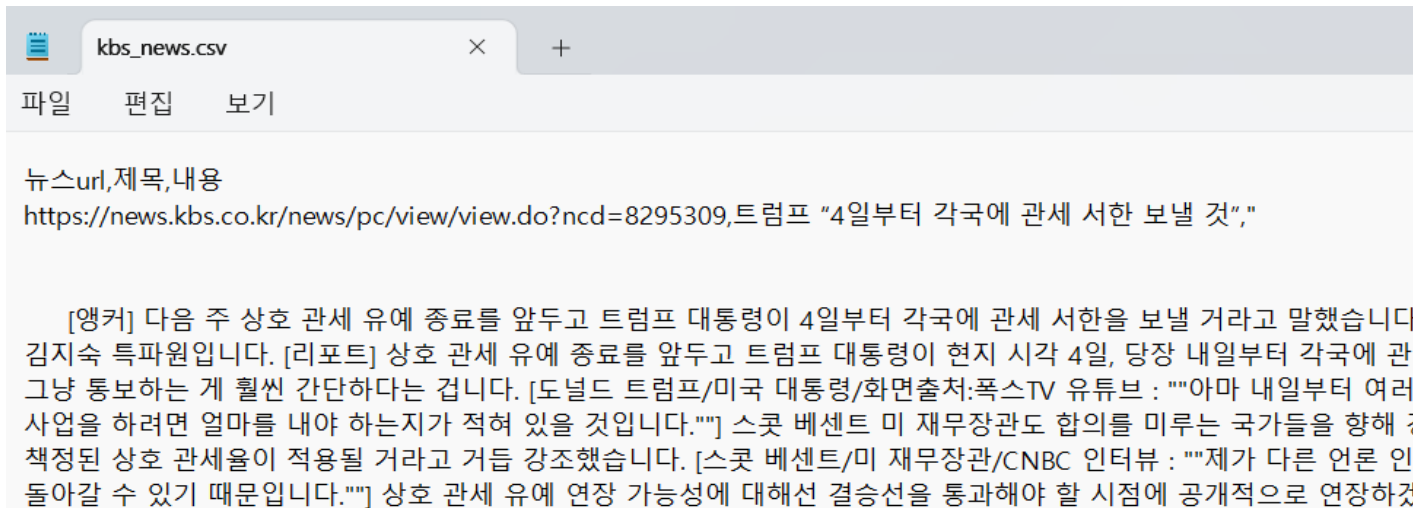 kbs_news.csv
파일 편집 보기
뉴스url,제목,내용
https://news.kbs.co.kr/news/pc/view/view.do?ncd=8295309,트럼프 “4일부터 각국에 관세 서한 보낼 것”,"
[앵커] 다음 주 상호 관세 유예 종료를 앞두고 트럼프 대통령이 4일부터 각국에 관세 서한을 보낼 거라고 말했습니다
김지숙 특파원입니다. [리포트] 상호 관세 유예 종료를 앞두고 트럼프 대통령이 현지 시각 4일, 당장 내일부터 각국에 관
그냥 통보하는 게 훨씬 간단하다는 겁니다. [도널드 트럼프/미국 대통령/화면출처:폭스TV 유튜브 : ""아마 내일부터 여러
사업을 하려면 얼마를 내야 하는지가 적혀 있을 것입니다.""] 스콧 베센트 미 재무장관도 합의를 미루는 국가들을 향해
책정된 상호 관세율이 적용될 거라고 거듭 강조했습니다. [스콧 베센트/미 재무장관/CNBC 인터뷰 : ""제가 다른 언론 인
돌아갈 수 있기 때문입니다.""] 상호 관세 유예 연장 가능성에 대해선 결승선을 통과해야 할 시점에 공개적으로 연장하겠